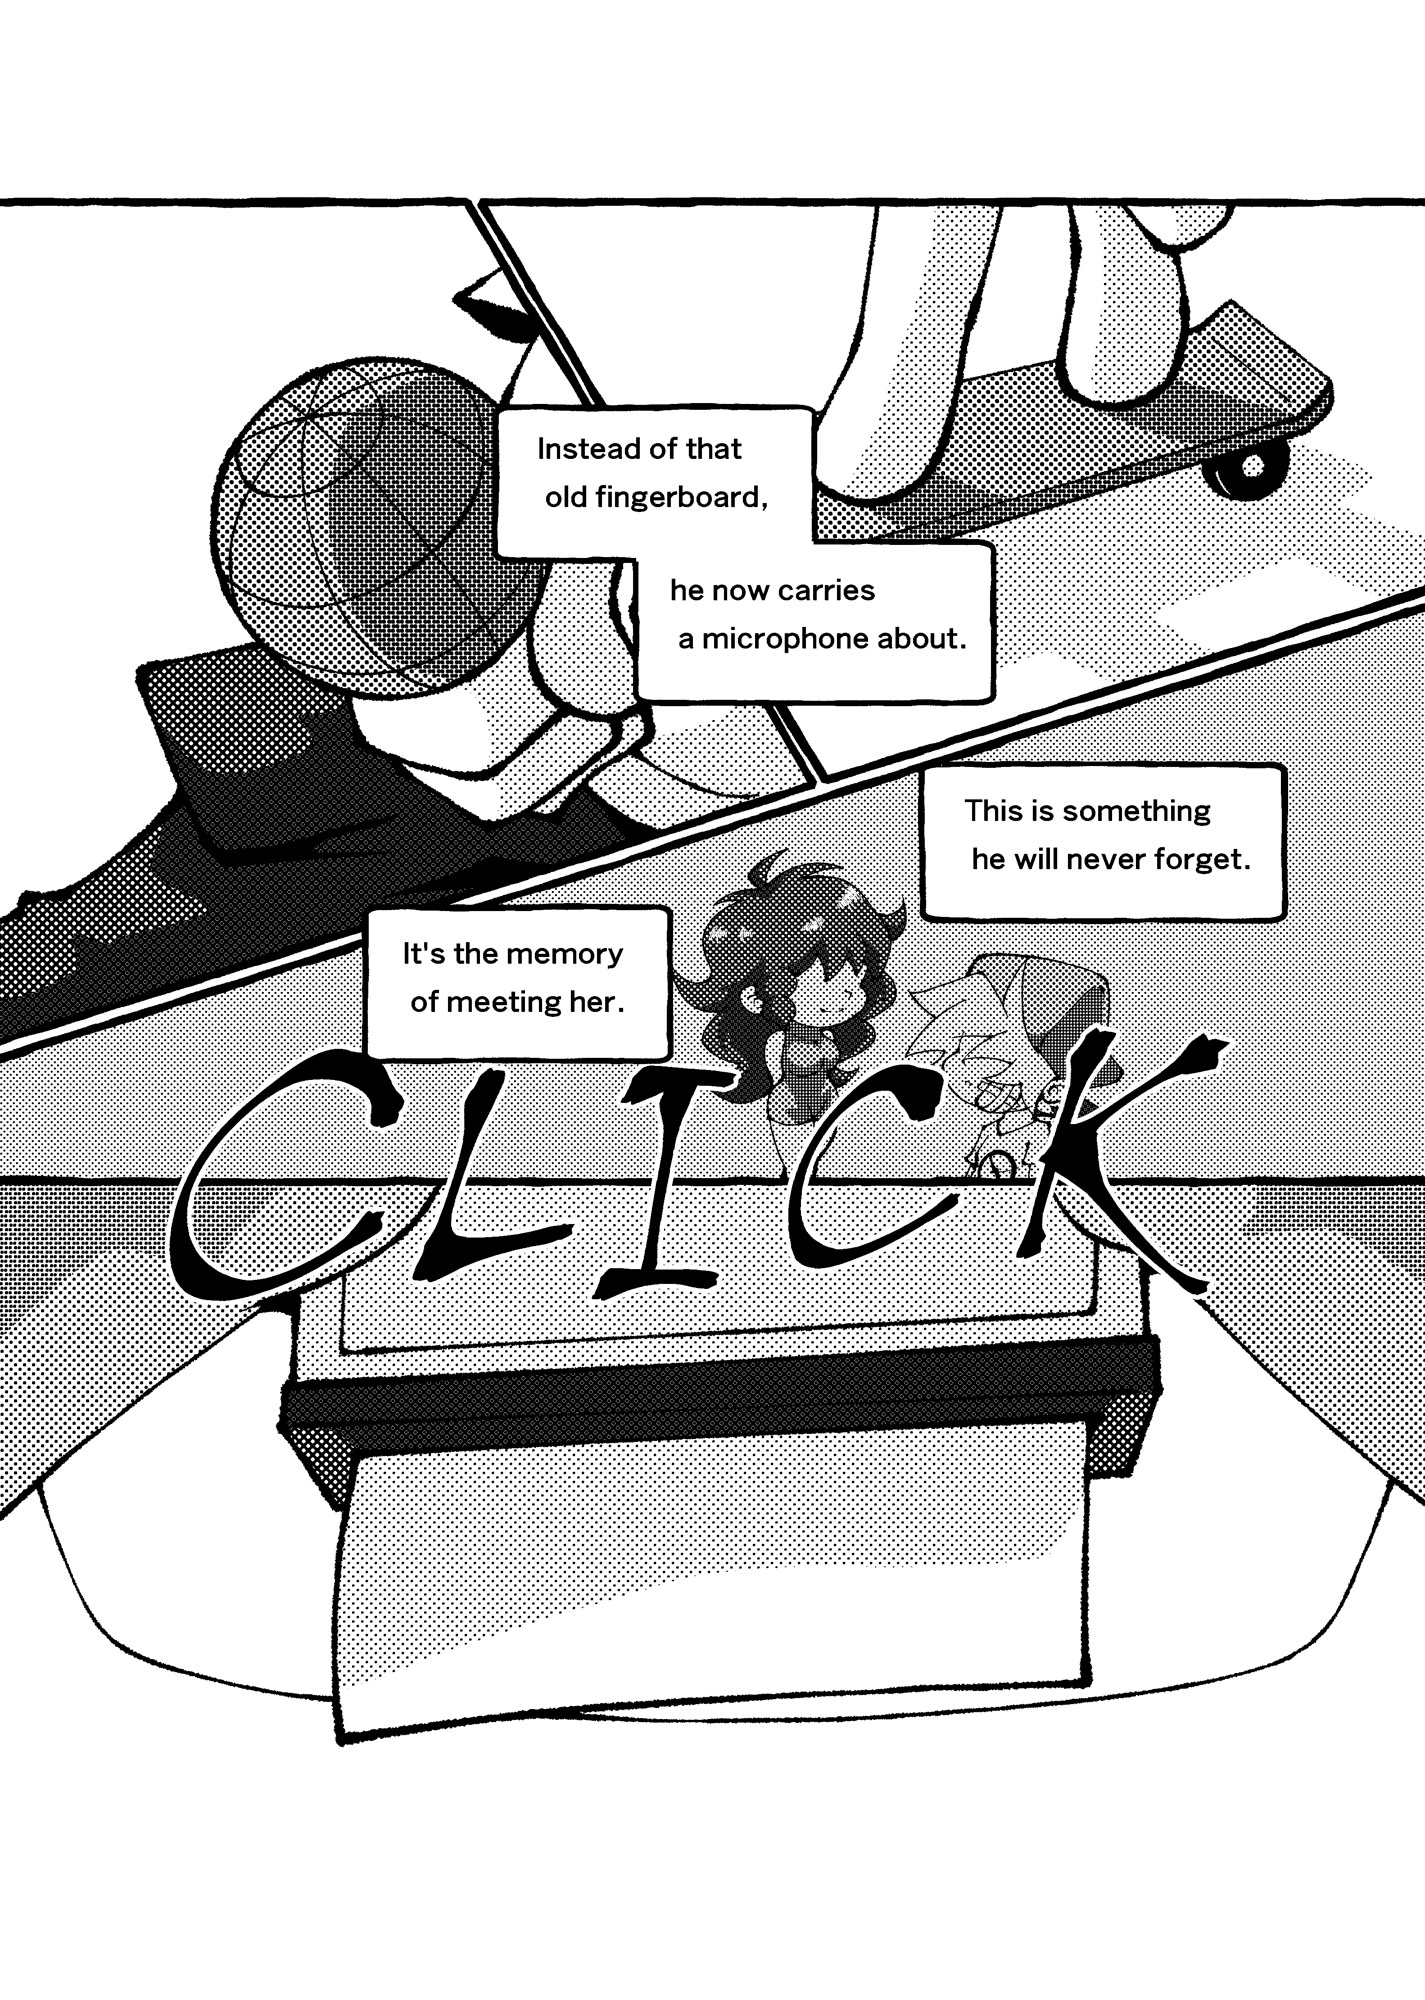 Instead of that
old fingerboard,
he now carries
a microphone about.
This is something
he will never forget.
It's the memory
of meeting her.
CLICK